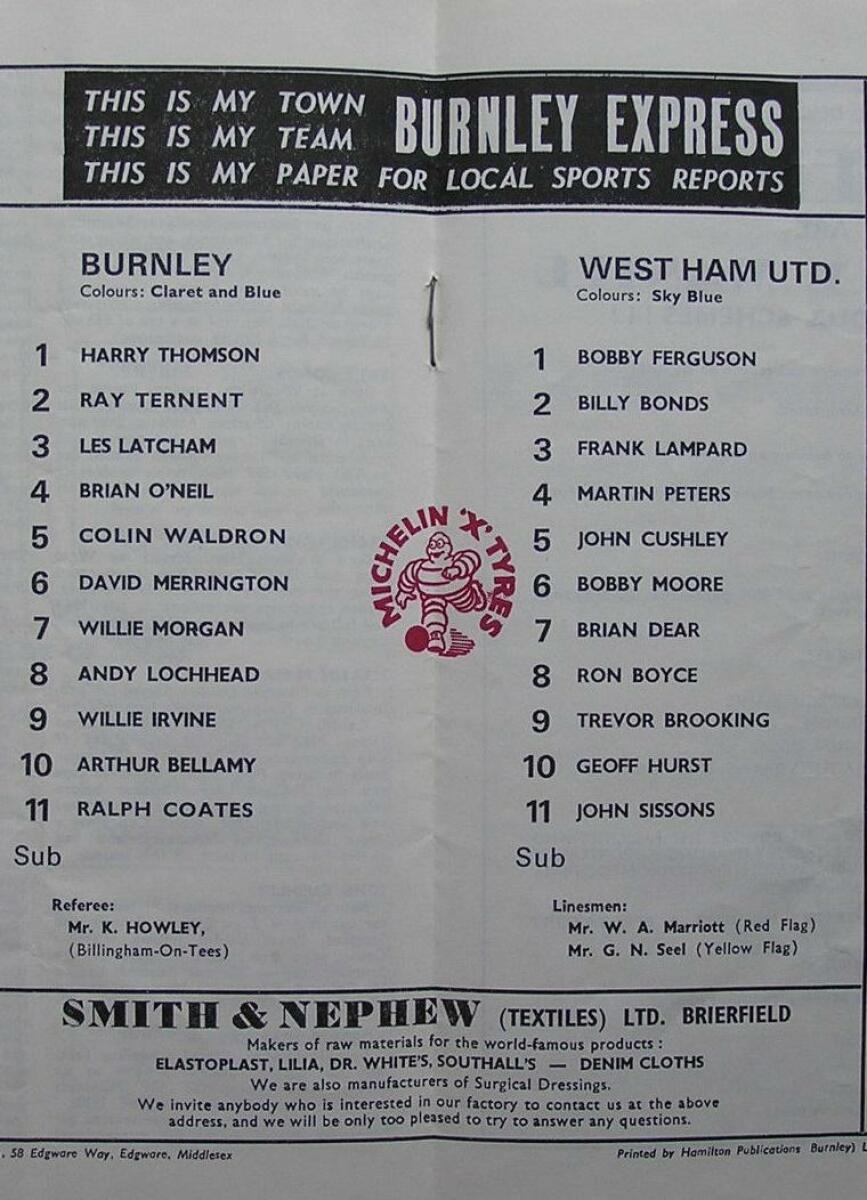 THIS IS MY TOWN
THIS IS MY TEAM
BURNLEY EXPRESS
THIS IS MY PAPER FOR LOCAL SPORTS REPORTS
BURNLEY
Colours: Claret and Blue
1 HARRY THOMSON
2 RAY TERNENT
3 LES LATCHAM
4 BRIAN O'NEIL
5 COLIN WALDRON
6 DAVID MERRINGTON
7 WILLIE MORGAN
8 ANDY LOCHHEAD
9 WILLIE IRVINE
10 ARTHUR BELLAMY
11 RALPH COATES
Sub
Referee:
Mr. K. HOWLEY,
(Billingham-On-Tees)
MICHELIN 'X' TYRES
WEST HAM UTD.
Colours: Sky Blue
1 BOBBY FERGUSON
2 BILLY BONDS
3 FRANK LAMPARD
4 MARTIN PETERS
5 JOHN CUSHLEY
6 BOBBY MOORE
7 BRIAN DEAR
8 RON BOYCE
9 TREVOR BROOKING
10 GEOFF HURST
11 JOHN SISSONS
Sub
Linesmen:
Mr. W. A. Marriott (Red Flag)
Mr. G. N. Seel (Yellow Flag)
SMITH & NEPHEW (TEXTILES) LTD. BRIERFIELD
Makers of raw materials for the world-famous products :
ELASTOPLAST, LILIA, DR. WHITE'S, SOUTHALL'S — DENIM CLOTHS
We are also manufacturers of Surgical Dressings.
We invite anybody who is interested in our factory to contact us at the above
address, and we will be only too pleased to try to answer any questions.
, 58 Edgware Way, Edgware, Middlesex
Printed by Hamilton Publications Burnley) L